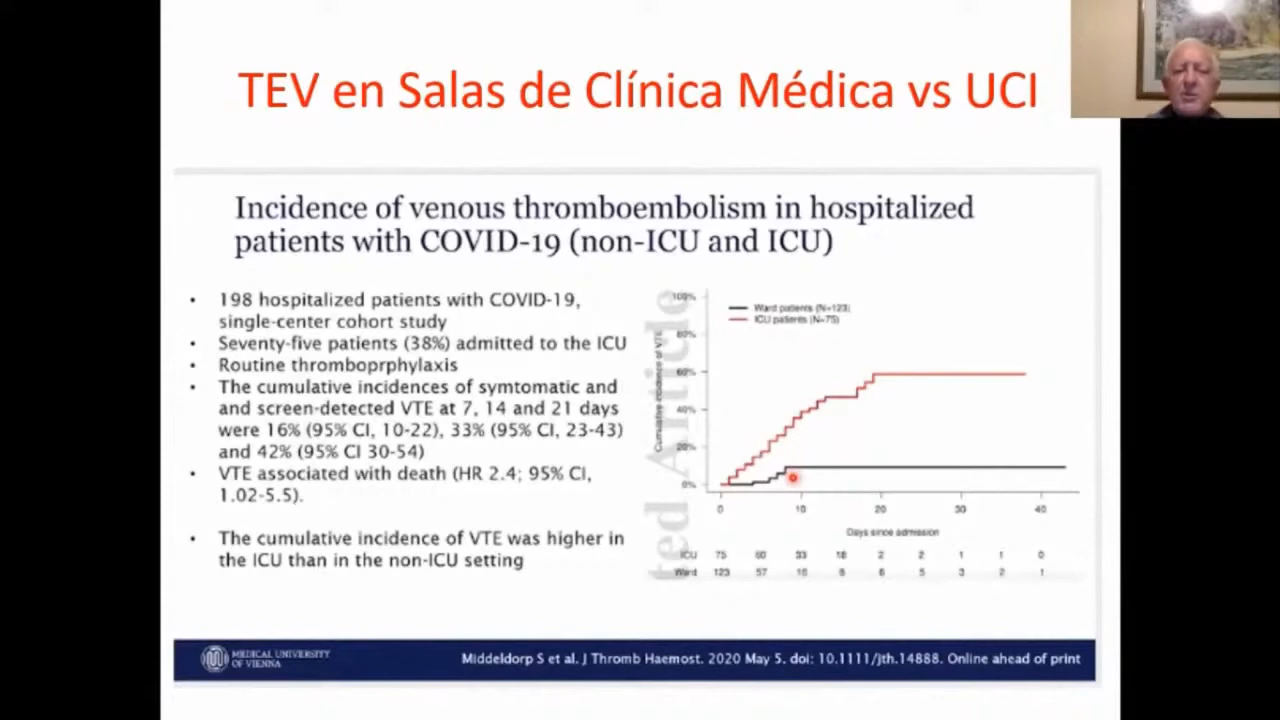 TEV en Salas de Clínica Médica vs UCI
Incidence of venous thromboembolism in hospitalized
patients with COVID-19 (non-ICU and ICU)
• 198 hospitalized patients with COVID-19,
single-center cohort study
• Seventy-five patients (38%) admitted to the ICU
• Routine thromboprphylaxis
• The cumulative incidences of symtomatic and
and screen-detected VTE at 7, 14 and 21 days
were 16% (95% CI, 10-22), 33% (95% CI, 23-43)
and 42% (95% CI 30-54)
• VTE associated with death (HR 2.4; 95% CI,
1.02-5.5).
• The cumulative incidence of VTE was higher in
the ICU than in the non-ICU setting
ted Article
Cumulative incidence of VTE
100%
80%
60%
40%
20%
0%
Ward patients (N=123)
ICU patients (N=75)
0 10 20 30 40
Days since admission
ICU 75 60 33 18 2 2 1 1 0
Ward 123 57 16 8 6 5 3 2 1
MEDICAL UNIVERSITY
OF VIENNA
Middeldorp S et al. J Thromb Haemost. 2020 May 5. doi: 10.1111/jth.14888. Online ahead of print